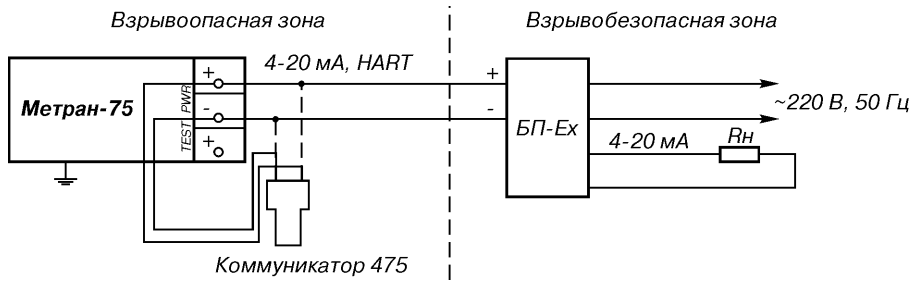 Взрывоопасная зона
Взрывобезопасная зона
4-20 мА, HART
+
Метран-75
+
PWR
-
TEST
+
-
БП-Ех
~220 В, 50 Гц
4-20 мА
Rн
Коммуникатор 475